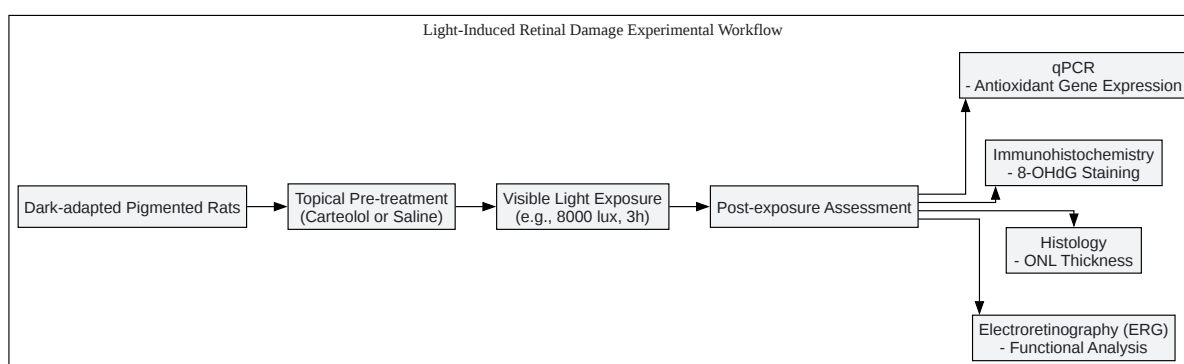 Light-Induced Retinal Damage Experimental Workflow
Dark-adapted Pigmented Rats
Topical Pre-treatment
(Carteolol or Saline)
Visible Light Exposure
(e.g., 8000 lux, 3h)
Post-exposure Assessment
qPCR
- Antioxidant Gene Expression
Immunohistochemistry
- 8-OHdG Staining
Histology
- ONL Thickness
Electroretinography (ERG)
- Functional Analysis